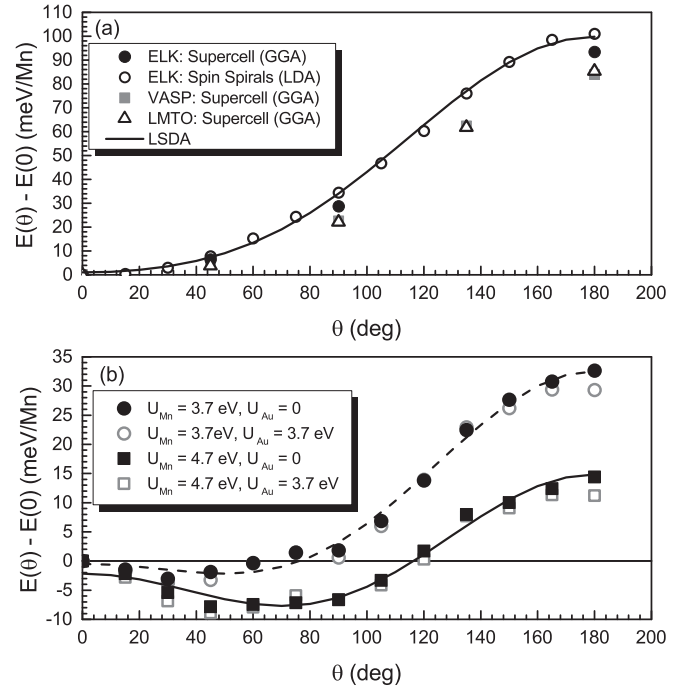 (a)
110
100
90
80
70
60
50
40
30
20
10
0
E(θ) - E(0) (meV/Mn)
ELK: Supercell (GGA)
ELK: Spin Spirals (LDA)
VASP: Supercell (GGA)
LMTO: Supercell (GGA)
LSDA
0 20 40 60 80 100 120 140 160 180 200
θ (deg)
(b)
35
30
25
20
15
10
5
0
-5
-10
E(θ) - E(0) (meV/Mn)
U_Mn = 3.7 eV, U_Au = 0
U_Mn = 3.7eV, U_Au = 3.7 eV
U_Mn = 4.7 eV, U_Au = 0
U_Mn = 4.7 eV, U_Au = 3.7 eV
0 20 40 60 80 100 120 140 160 180 200
θ (deg)